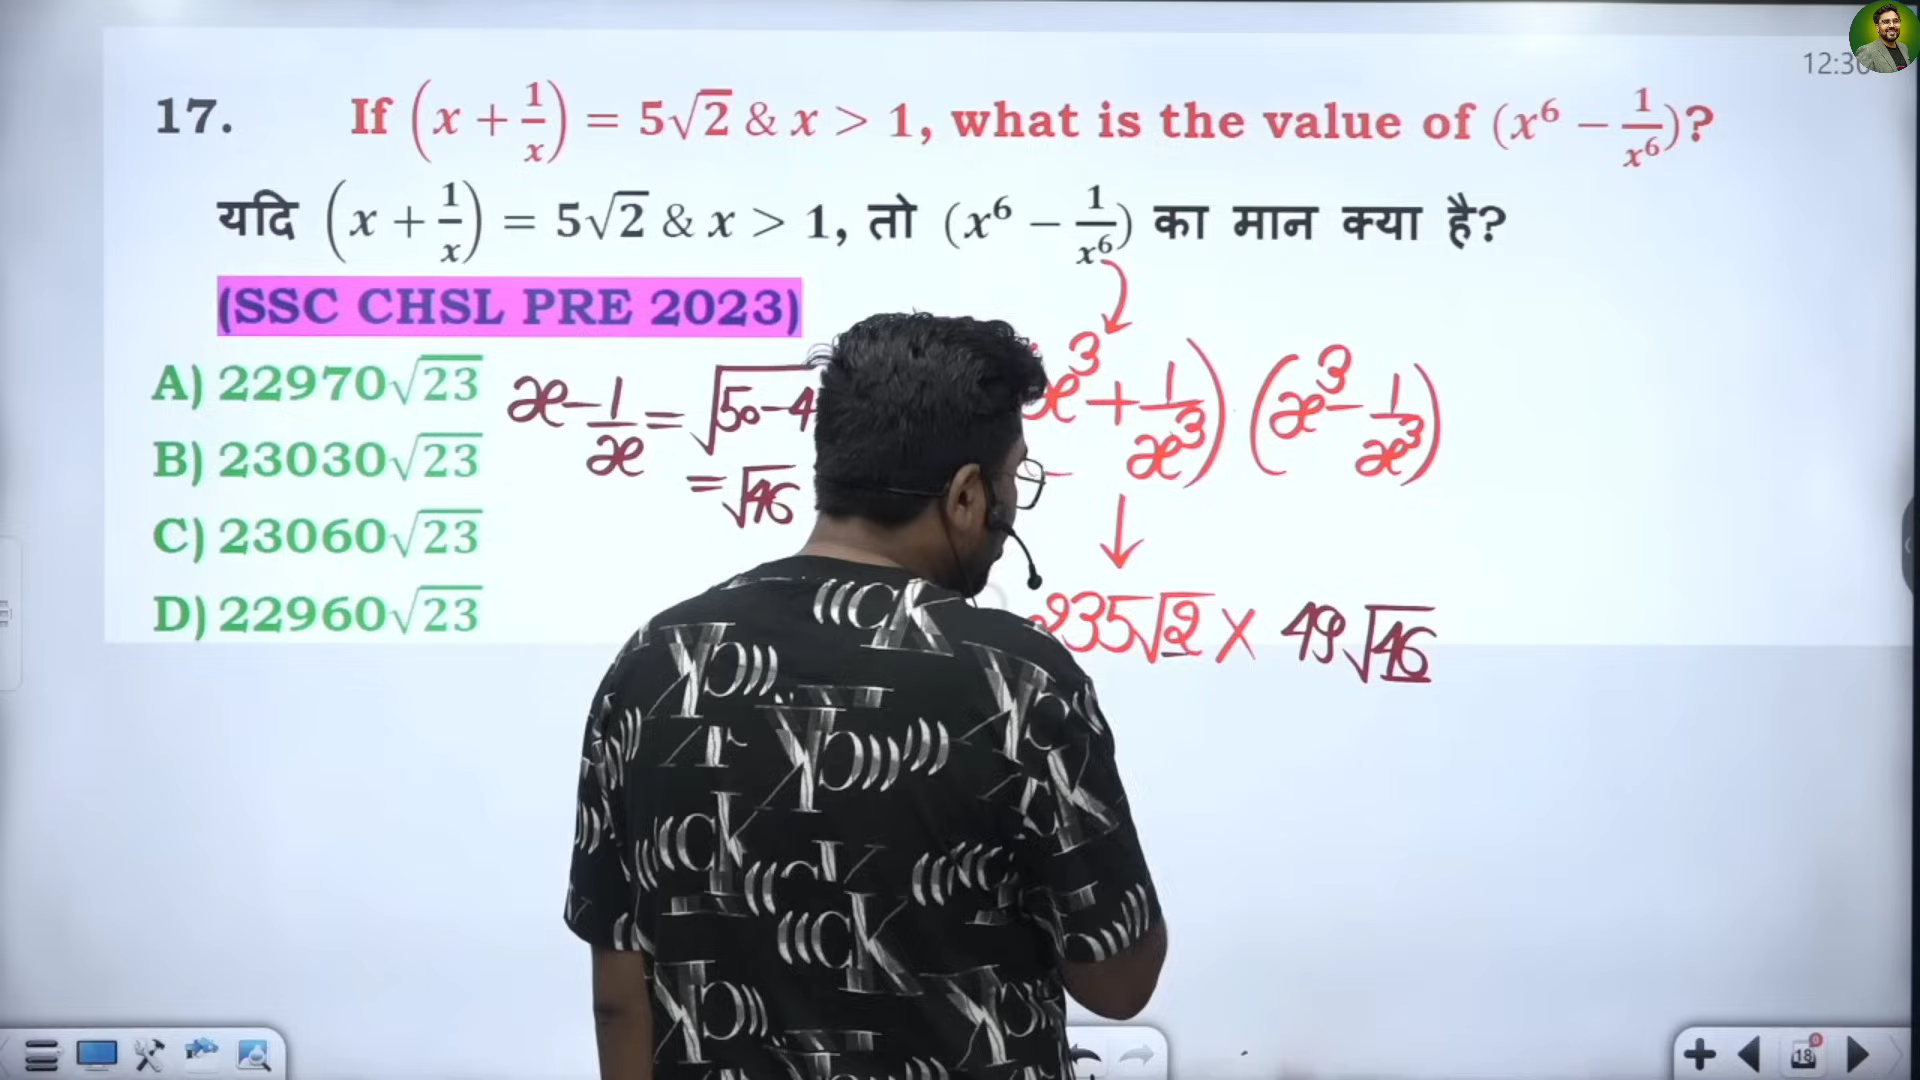 12:30
17. If (x + 1/x) = 5√2 & x > 1, what is the value of (x⁶ − 1/x⁶)?
यदि (x + 1/x) = 5√2 & x > 1, तो (x⁶ − 1/x⁶) का मान क्या है?
(SSC CHSL PRE 2023)
A) 22970√23
B) 23030√23
C) 23060√23
D) 22960√23
x − 1/x = √50−4
= √46
x³ + 1/x³) (x³ − 1/x³)
235√2 × 49√46
18